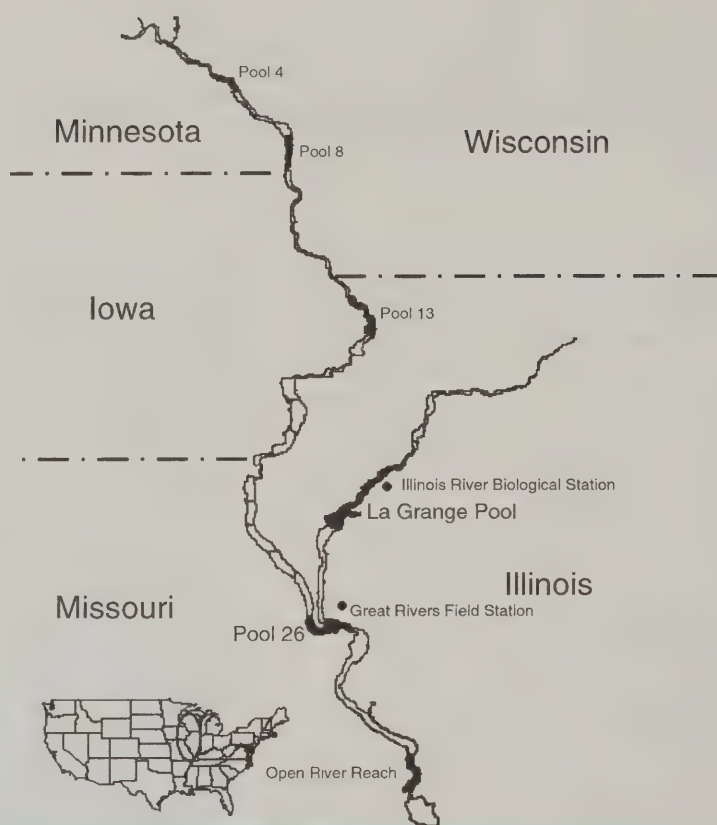 Pool 4
Minnesota
Pool 8
Wisconsin
Iowa
Pool 13
Illinois River Biological Station
La Grange Pool
Illinois
Missouri
Great Rivers Field Station
Pool 26
Open River Reach